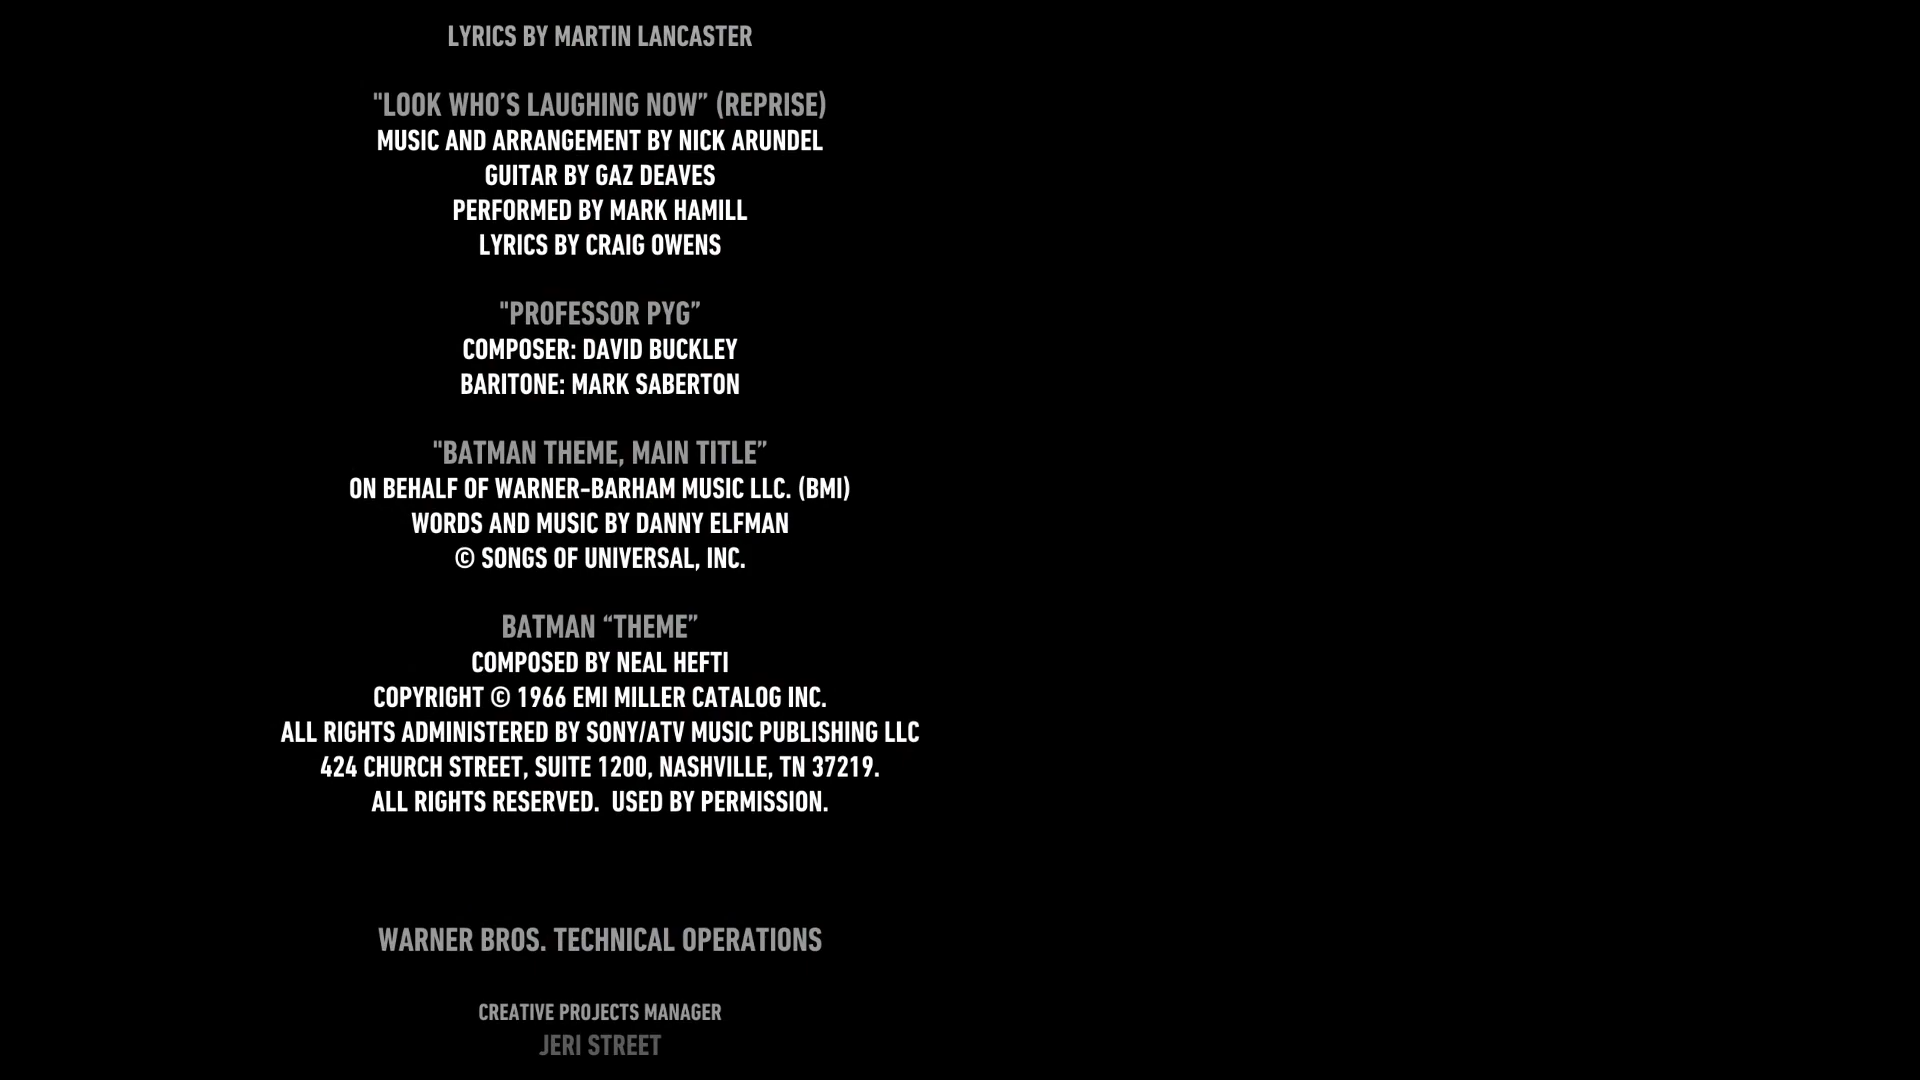 LYRICS BY MARTIN LANCASTER
"LOOK WHO’S LAUGHING NOW” (REPRISE)
MUSIC AND ARRANGEMENT BY NICK ARUNDEL
GUITAR BY GAZ DEAVES
PERFORMED BY MARK HAMILL
LYRICS BY CRAIG OWENS
"PROFESSOR PYG”
COMPOSER: DAVID BUCKLEY
BARITONE: MARK SABERTON
"BATMAN THEME, MAIN TITLE”
ON BEHALF OF WARNER-BARHAM MUSIC LLC. (BMI)
WORDS AND MUSIC BY DANNY ELFMAN
© SONGS OF UNIVERSAL, INC.
BATMAN “THEME”
COMPOSED BY NEAL HEFTI
COPYRIGHT © 1966 EMI MILLER CATALOG INC.
ALL RIGHTS ADMINISTERED BY SONY/ATV MUSIC PUBLISHING LLC
424 CHURCH STREET, SUITE 1200, NASHVILLE, TN 37219.
ALL RIGHTS RESERVED.  USED BY PERMISSION.
WARNER BROS. TECHNICAL OPERATIONS
CREATIVE PROJECTS MANAGER
JERI STREET